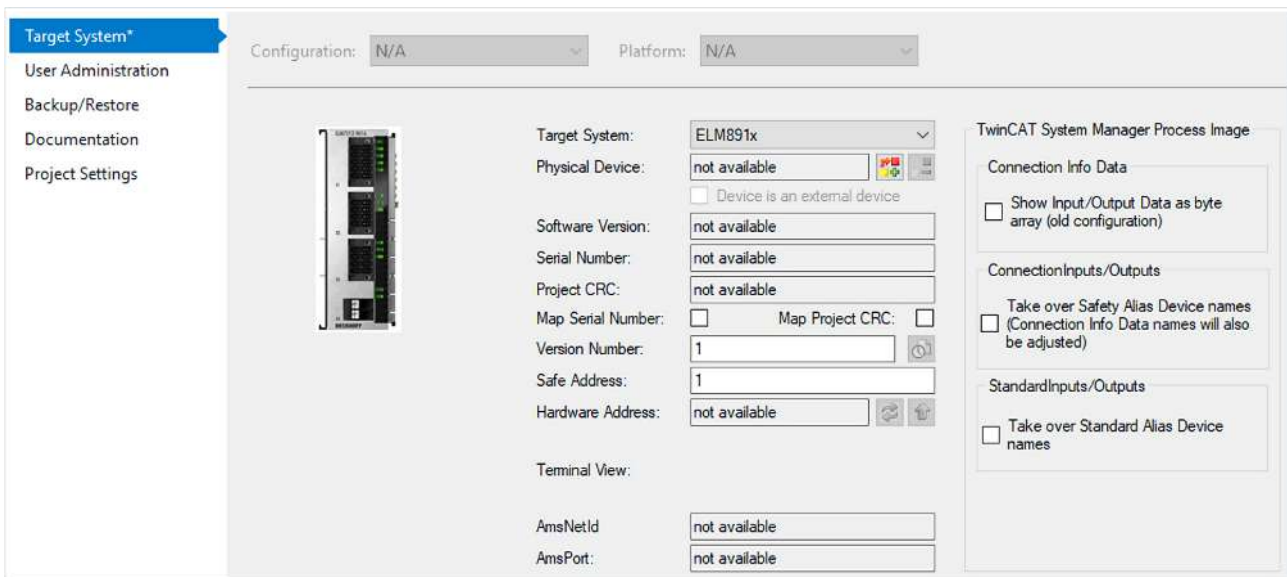 Target System*
User Administration
Backup/Restore
Documentation
Project Settings
Configuration: N/A Platform: N/A
Target System: ELM891x
Physical Device: not available
Device is an external device
Software Version: not available
Serial Number: not available
Project CRC: not available
Map Serial Number: Map Project CRC:
Version Number: 1
Safe Address: 1
Hardware Address: not available
Terminal View:
AmsNetId not available
AmsPort: not available
TwinCAT System Manager Process Image
Connection Info Data
Show Input/Output Data as byte
array (old configuration)
ConnectionInputs/Outputs
Take over Safety Alias Device names
(Connection Info Data names will also
be adjusted)
StandardInputs/Outputs
Take over Standard Alias Device
names
BECKHOFF